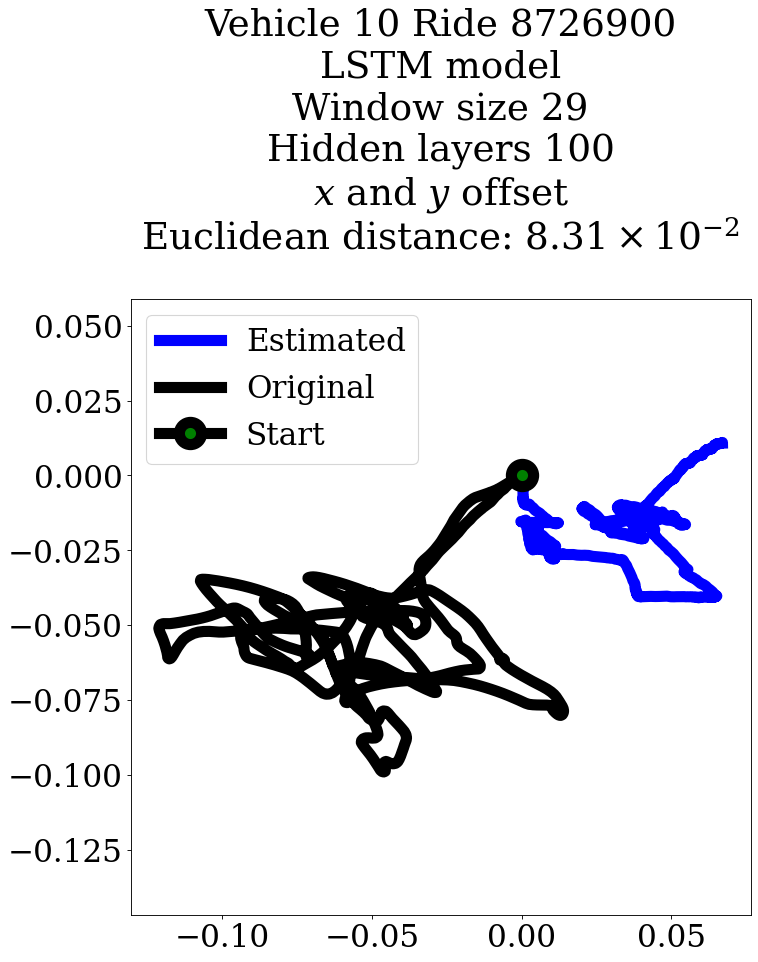 Vehicle 10 Ride 8726900
LSTM model
Window size 29
Hidden layers 100
x and y offset
Euclidean distance: 8.31 × 10⁻²
Estimated
Original
Start
0.050
0.025
0.000
−0.025
−0.050
−0.075
−0.100
−0.125
−0.10 −0.05 0.00 0.05